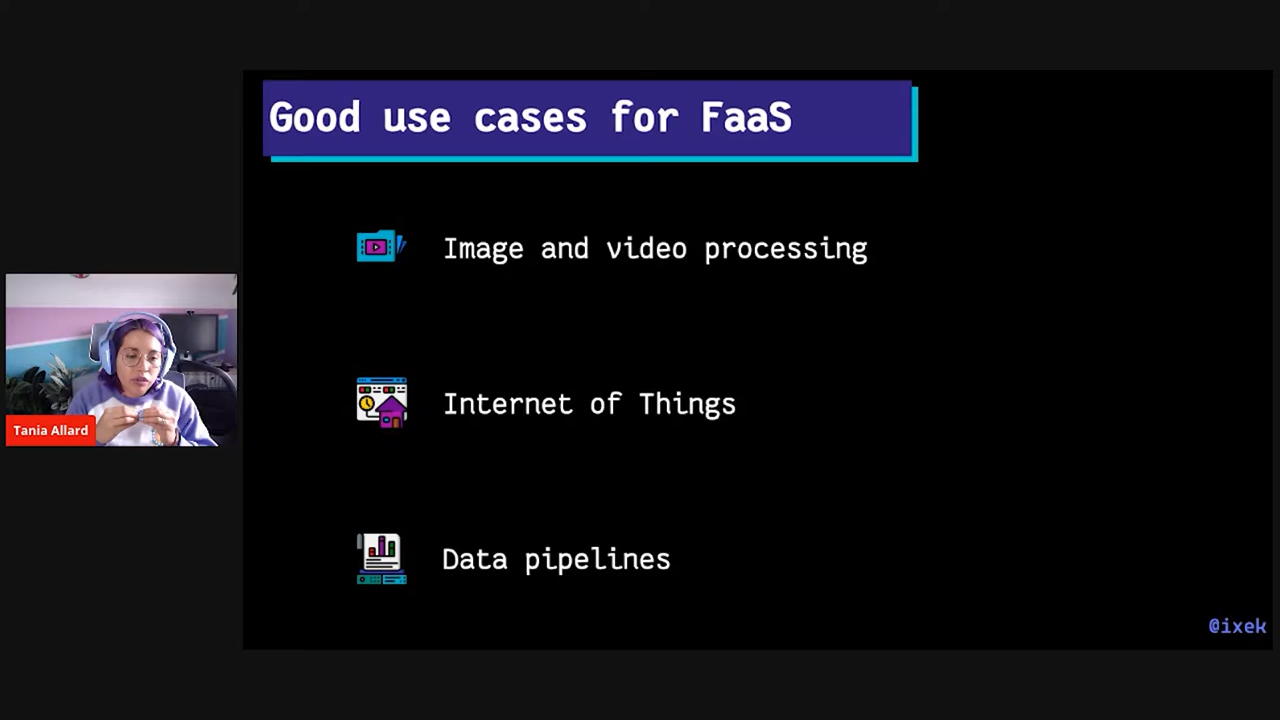 Good use cases for FaaS
Image and video processing
Internet of Things
Tania Allard
Data pipelines
@ixek